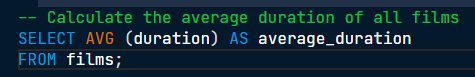 -- Calculate the average duration of all films
SELECT AVG (duration) AS average_duration
FROM films;